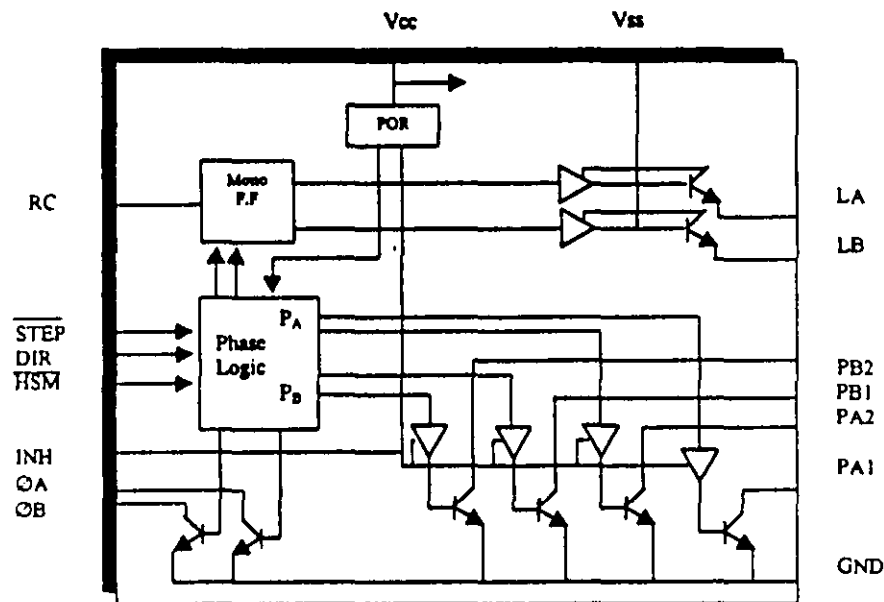 Vcc Vss
POR
Mono
F.F
RC
LA
LB
STEP
DIR
HSM
PA
Phase
Logic
PB
PB2
PB1
PA2
PA1
INH
ØA
ØB
GND